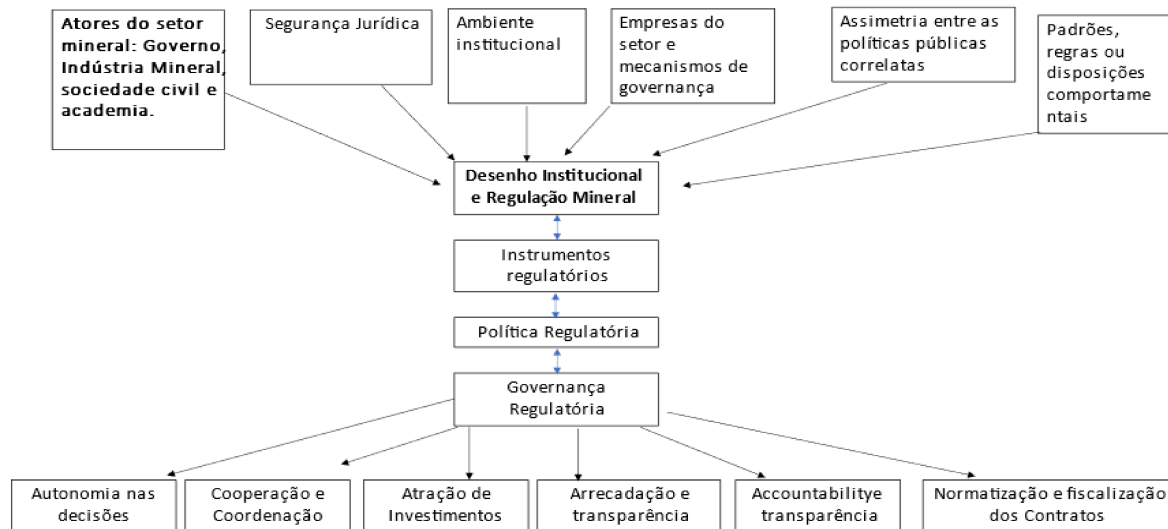 Atores do setor
mineral: Governo,
Indústria Mineral,
sociedade civil e
academia.
Segurança Jurídica
Ambiente
institucional
Empresas do
setor e
mecanismos de
governança
Assimetria entre as
políticas públicas
correlatas
Padrões,
regras ou
disposições
comportame
ntais
Desenho Institucional
e Regulação Mineral
Instrumentos
regulatórios
Política Regulatória
Governança
Regulatória
Autonomia nas
decisões
Cooperação e
Coordenação
Atração de
Investimentos
Arrecadação e
transparência
Accountabilitye
transparência
Normatização e fiscalização
dos Contratos